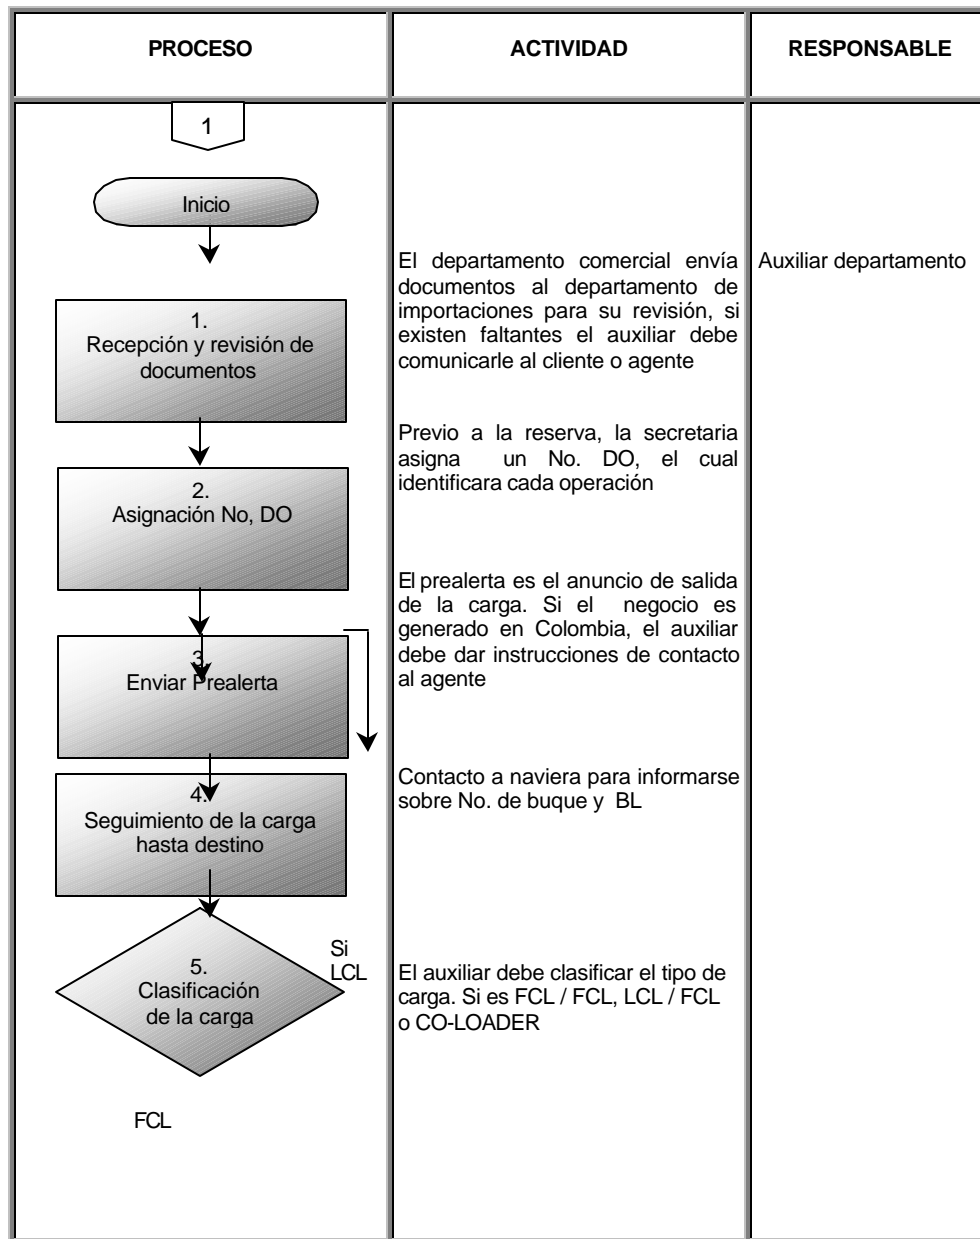 PROCESO
ACTIVIDAD
RESPONSABLE
1
Inicio
1.
Recepción y revisión de
documentos
2.
Asignación No, DO
3.
Enviar Prealerta
4.
Seguimiento de la carga
hasta destino
5.
Clasificación
de la carga
Si
LCL
FCL
El departamento comercial envía
documentos al departamento de
importaciones para su revisión, si
existen faltantes el auxiliar debe
comunicarle al cliente o agente
Previo a la reserva, la secretaria
asigna un No. DO, el cual
identificara cada operación
El prealerta es el anuncio de salida
de la carga. Si el negocio es
generado en Colombia, el auxiliar
debe dar instrucciones de contacto
al agente
Contacto a naviera para informarse
sobre No. de buque y BL
El auxiliar debe clasificar el tipo de
carga. Si es FCL / FCL, LCL / FCL
o CO-LOADER
Auxiliar departamento